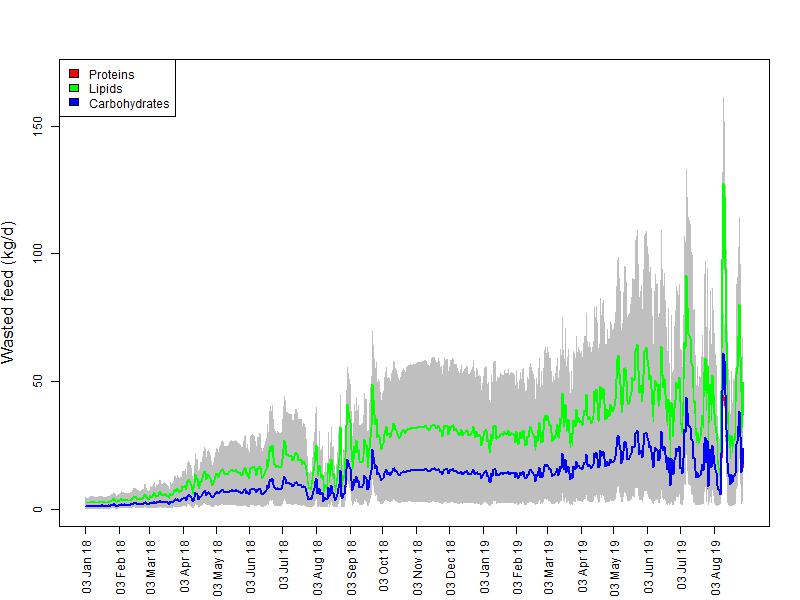 Proteins
Lipids
Carbohydrates
Wasted feed (kg/d)
150
100
50
0
03 Jan 18
03 Feb 18
03 Mar 18
03 Apr 18
03 May 18
03 Jun 18
03 Jul 18
03 Aug 18
03 Sep 18
03 Oct 18
03 Nov 18
03 Dec 18
03 Jan 19
03 Feb 19
03 Mar 19
03 Apr 19
03 May 19
03 Jun 19
03 Jul 19
03 Aug 19